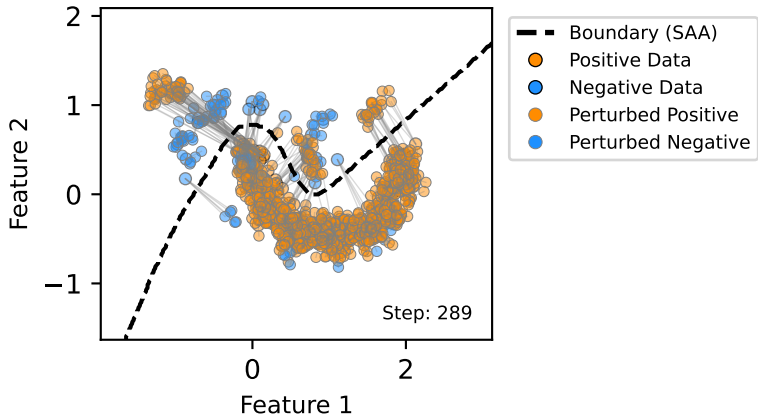 2
1
0
−1
Feature 2
0
2
Feature 1
Step: 289
Boundary (SAA)
Positive Data
Negative Data
Perturbed Positive
Perturbed Negative